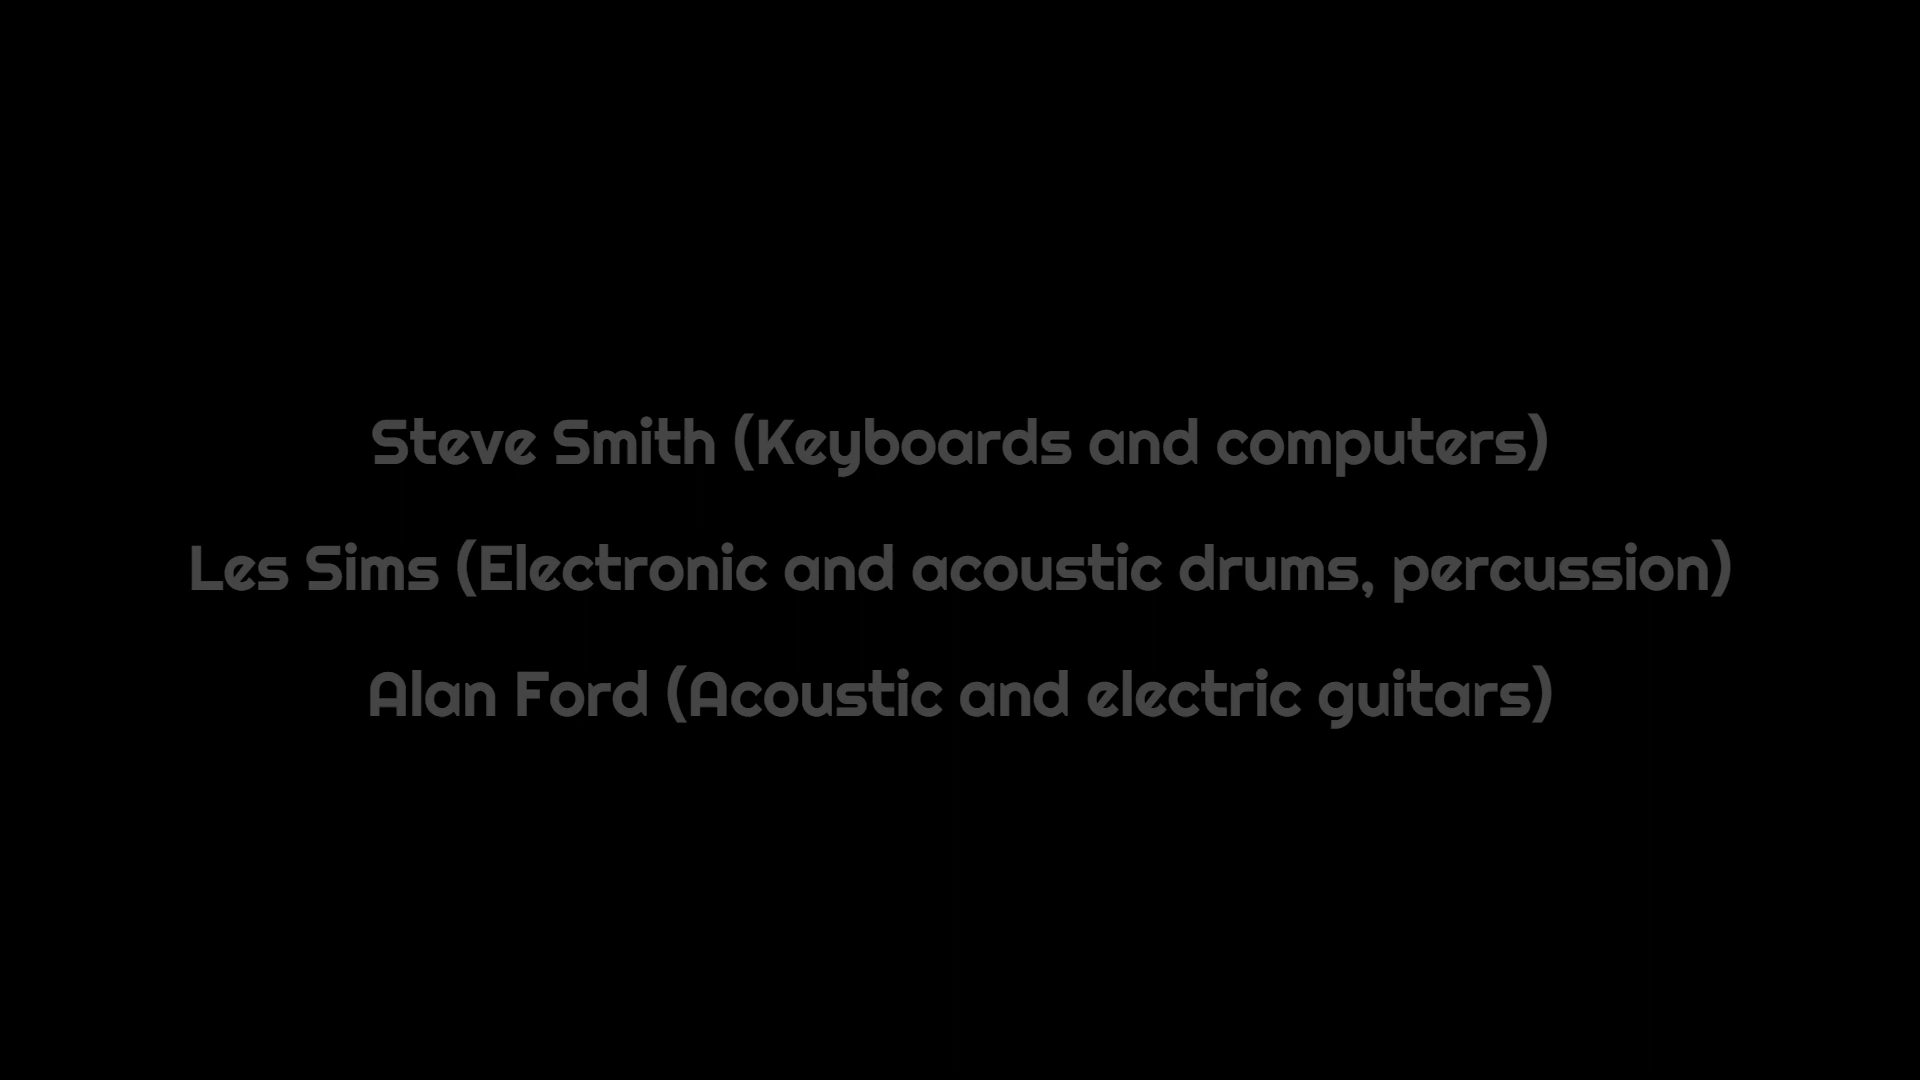 Steve Smith (Keyboards and computers)
Les Sims (Electronic and acoustic drums, percussion)
Alan Ford (Acoustic and electric guitars)